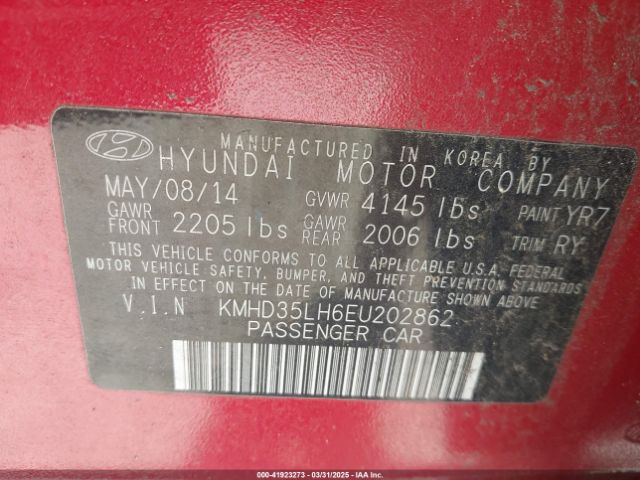 MANUFACTURED IN KOREA BY
HYUNDAI MOTOR COMPANY
MAY/08/14 GVWR 4145 lbs PAINT YR7
GAWR FRONT 2205 lbs GAWR REAR 2006 lbs TRIM RY
THIS VEHICLE CONFORMS TO ALL APPLICABLE U.S.A. FEDERAL
MOTOR VEHICLE SAFETY, BUMPER, AND THEFT PREVENTION STANDARDS
IN EFFECT ON THE DATE OF MANUFACTURE SHOWN ABOVE.
V.I.N KMHD35LH6EU202862
PASSENGER CAR
000-41923273 - 03/31/2025 - © IAA, Inc.